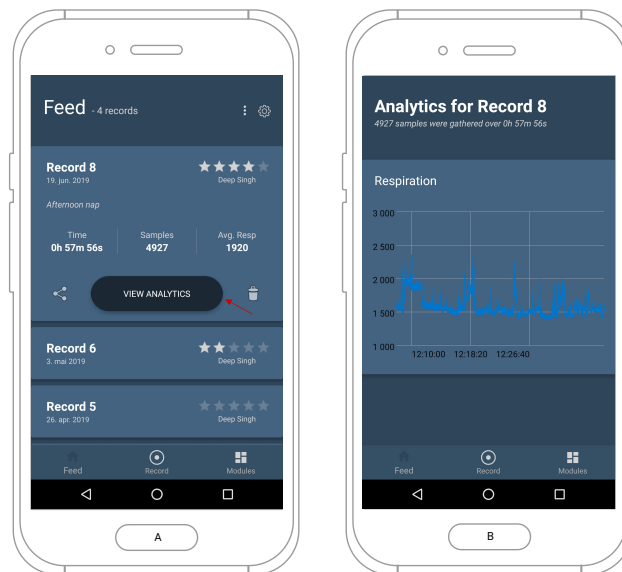 Feed - 4 records
Record 8
19. jun. 2019
Deep Singh
Afternoon nap
Time Samples Avg. Resp
0h 57m 56s 4927 1920
VIEW ANALYTICS
Record 6
3. mai 2019
Deep Singh
Record 5
26. apr. 2019
Deep Singh
Feed Record Modules
A
Analytics for Record 8
4927 samples were gathered over 0h 57m 56s
Respiration
3 000
2 500
2 000
1 500
1 000
12:10:00 12:18:20 12:26:40
Feed Record Modules
B